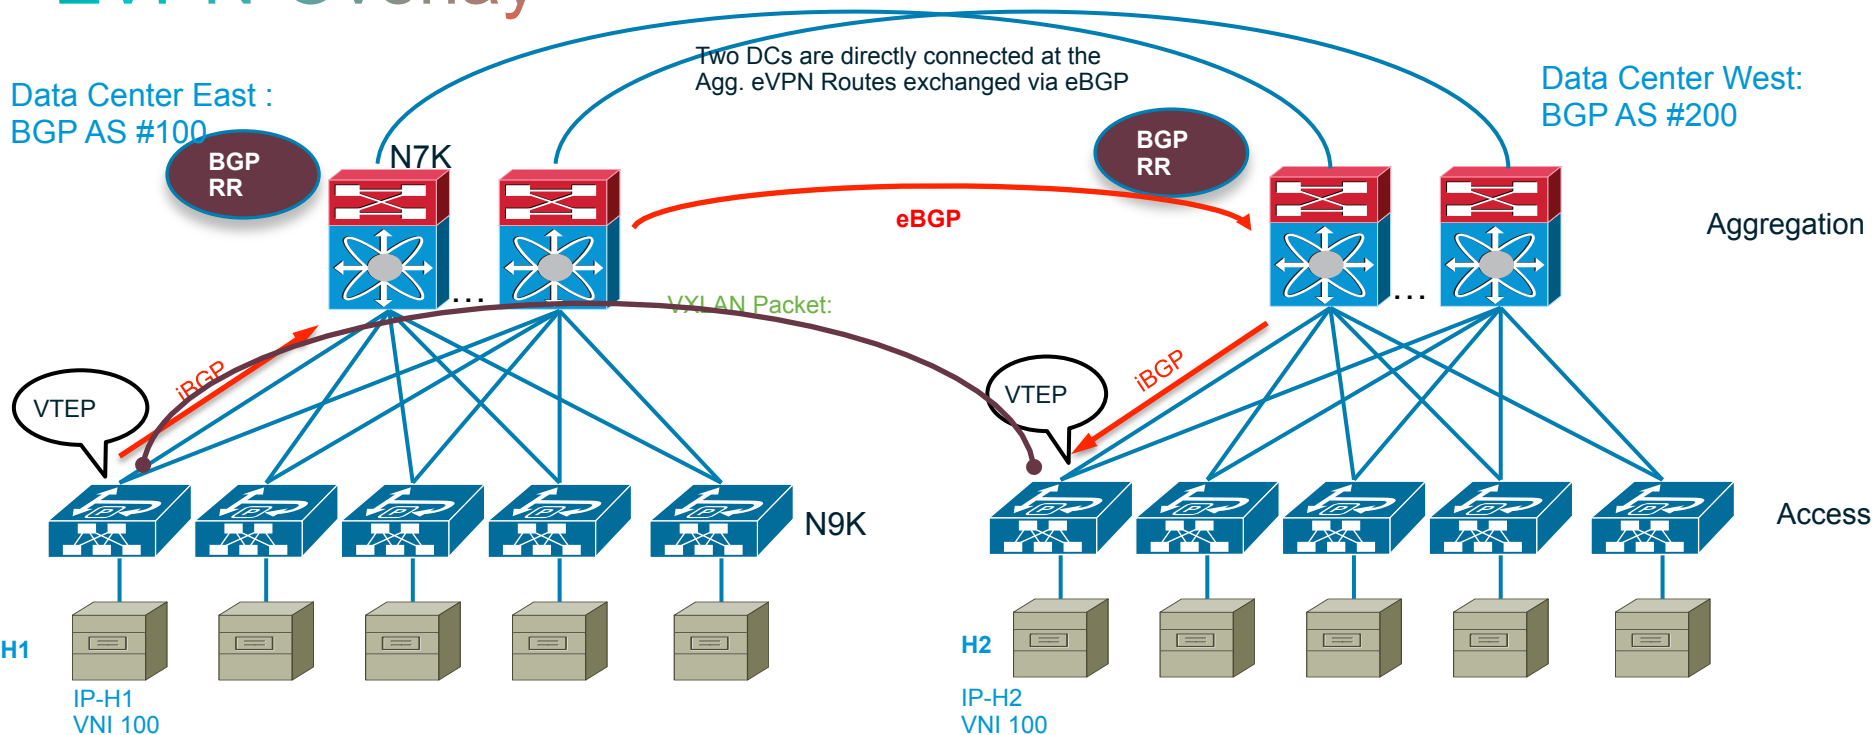 EVPN Overlay
Two DCs are directly connected at the
Agg. eVPN Routes exchanged via eBGP
Data Center East :
BGP AS #100
Data Center West:
BGP AS #200
BGP
RR
N7K
BGP
RR
eBGP
Aggregation
VXLAN Packet:
iBGP
iBGP
VTEP
VTEP
...
...
P
P
P
P
P
P
P
P
P
P
N9K
Access
H1
H2
IP-H1
VNI 100
IP-H2
VNI 100